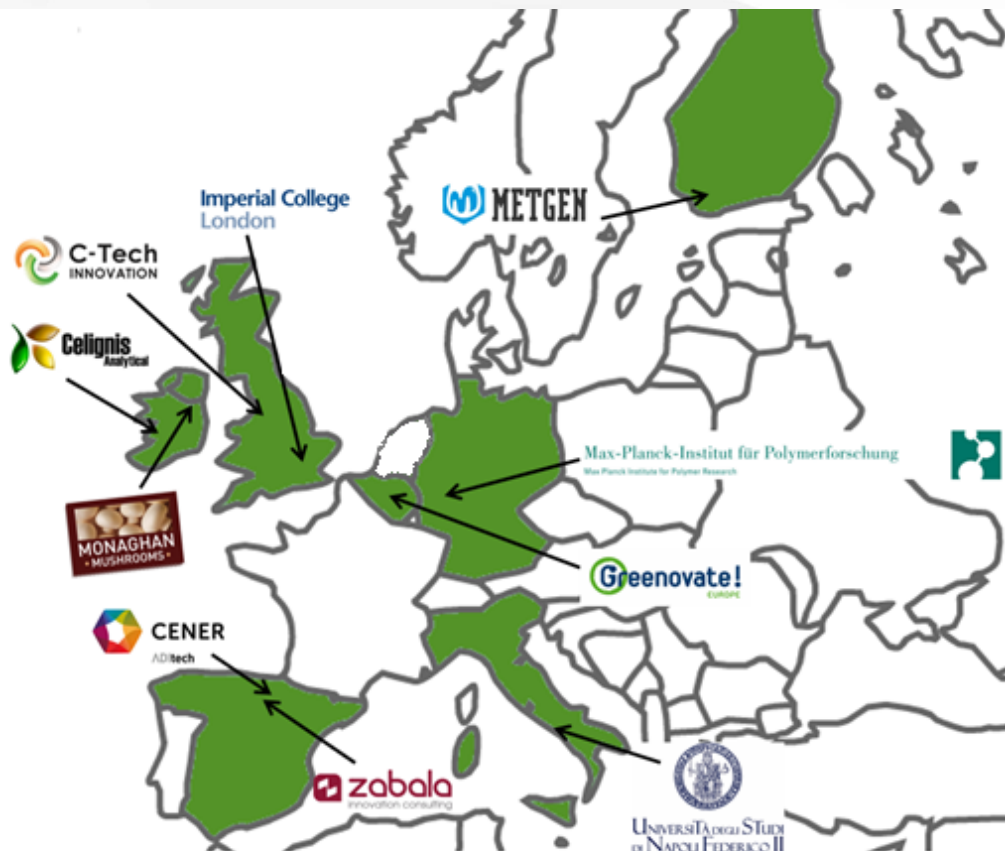 Imperial College
London
METGEN
C-Tech
INNOVATION
Celignis
Analytical
Max-Planck-Institut für Polymerforschung
Max Planck Institute for Polymer Research
MONAGHAN
• MUSHROOMS •
Greenovate!
EUROPE
CENER
ADItech
zabala
innovation consulting
UNIVERSITÀ DEGLI STUDI
DI NAPOLI FEDERICO II